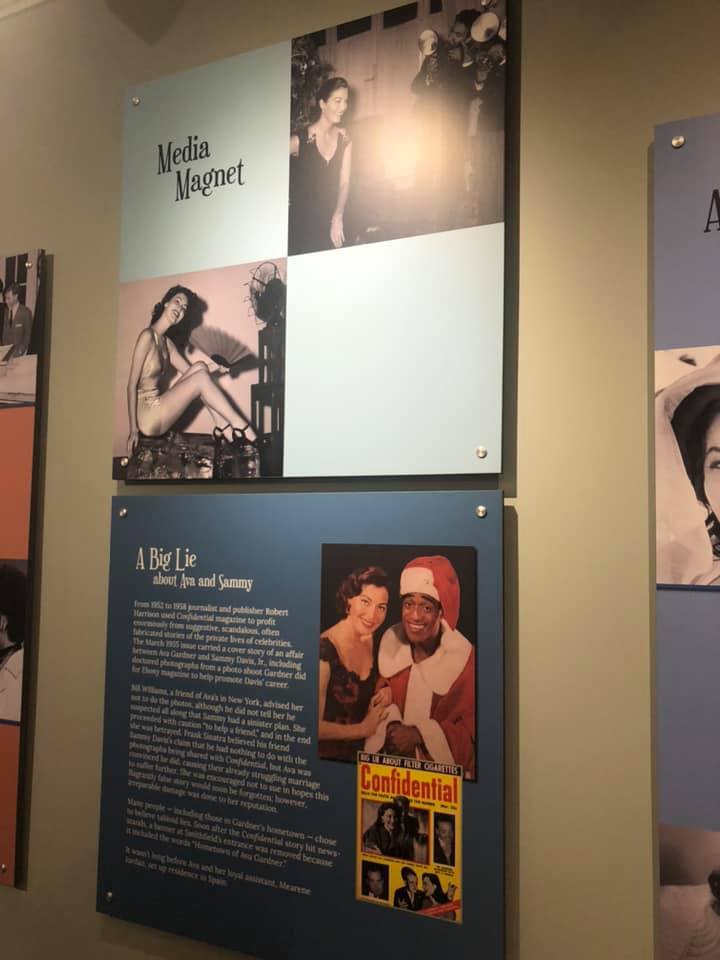 Media
Magnet
A
A Big Lie
about Ava and Sammy
From 1952 to 1958 journalist and publisher Robert
Harrison used Confidential magazine to profit
enormously from suggestive, scandalous, often
fabricated stories of the private lives of celebrities.
The March 1955 issue carried a cover story of an affair
between Ava Gardner and Sammy Davis, Jr., including
doctored photographs from a photo shoot Gardner did
for Ebony magazine to help promote Davis' career.
Bill Williams, a friend of Ava's in New York, advised her
not to do the photos, although he did not tell her he
suspected all along that Sammy had a sinister plan. She
proceeded with caution "to help a friend," and in the end
she was betrayed. Frank Sinatra believed his friend
Sammy Davis's claim that he had nothing to do with the
photographs being shared with Confidential, but Ava was
convinced he did, causing their already struggling marriage
to suffer further. She was encouraged not to sue in hopes this
flagrantly false story would soon be forgotten; however,
irreparable damage was done to her reputation.
Many people — including those in Gardner's hometown — chose
to believe tabloid lies. Soon after the Confidential story hit news-
stands, a banner at Smithfield's entrance was removed because
it included the words "Hometown of Ava Gardner."
It wasn't long before Ava and her loyal assistant, Mearene
Jordan, set up residence in Spain.
BIG LIE ABOUT FILTER CIGARETTES
Confidential